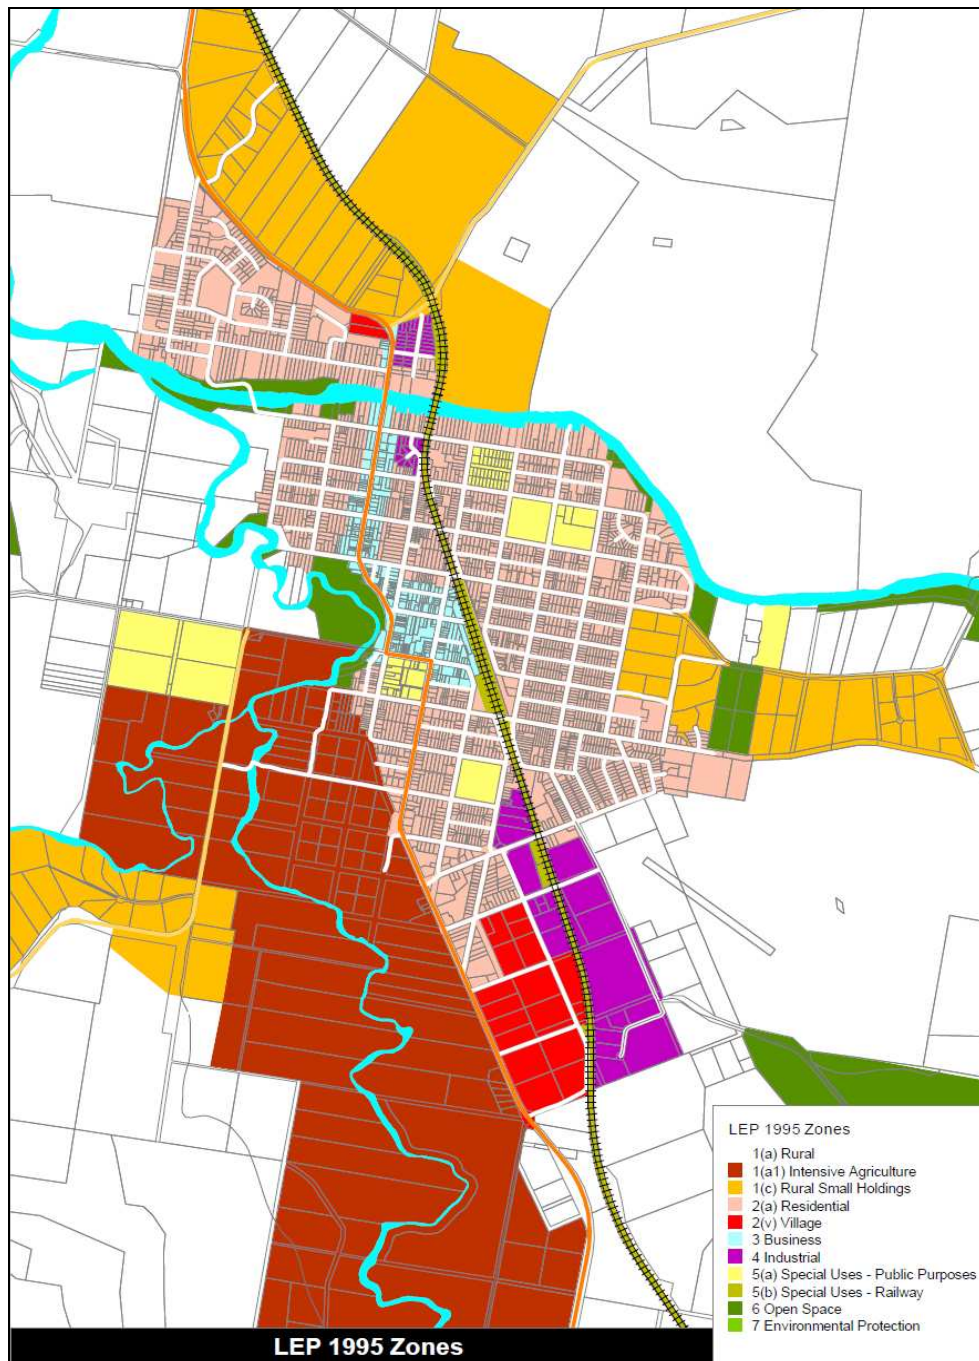 LEP 1995 Zones
1(a) Rural
1(a1) Intensive Agriculture
1(c) Rural Small Holdings
2(a) Residential
2(v) Village
3 Business
4 Industrial
5(a) Special Uses - Public Purposes
5(b) Special Uses - Railway
6 Open Space
7 Environmental Protection
LEP 1995 Zones